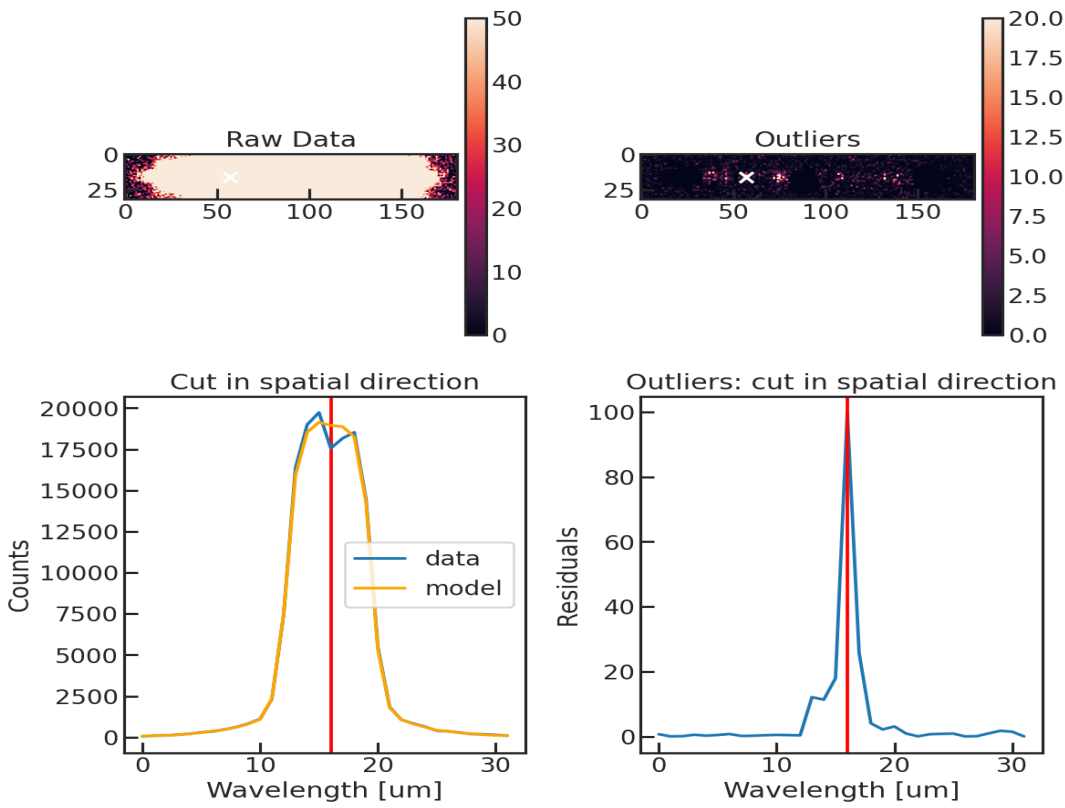 Raw Data
0
25
0 50 100 150
50
40
30
20
10
0
Outliers
0
25
0 50 100 150
20.0
17.5
15.0
12.5
10.0
7.5
5.0
2.5
0.0
Cut in spatial direction
Counts
20000
17500
15000
12500
10000
7500
5000
2500
0
data
model
0 10 20 30
Wavelength [um]
Outliers: cut in spatial direction
Residuals
100
80
60
40
20
0
0 10 20 30
Wavelength [um]